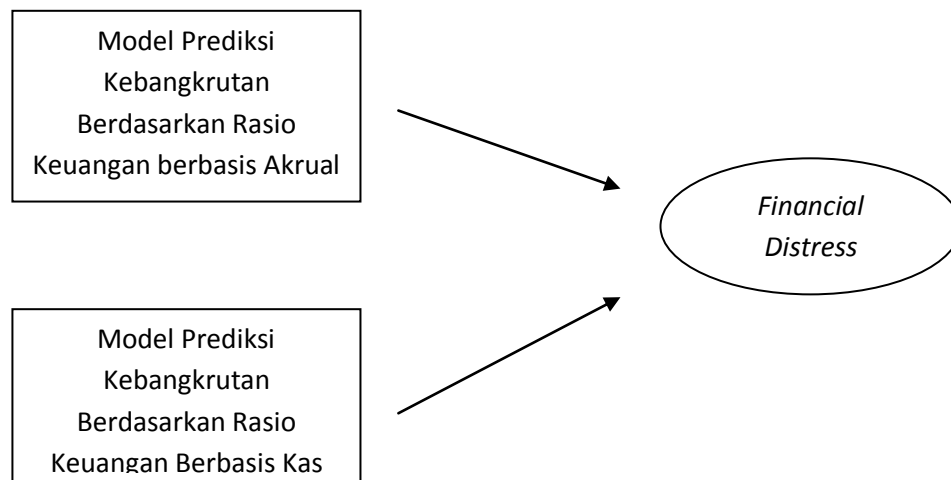 Model Prediksi
Kebangkrutan
Berdasarkan Rasio
Keuangan berbasis Akrual
Financial
Distress
Model Prediksi
Kebangkrutan
Berdasarkan Rasio
Keuangan Berbasis Kas